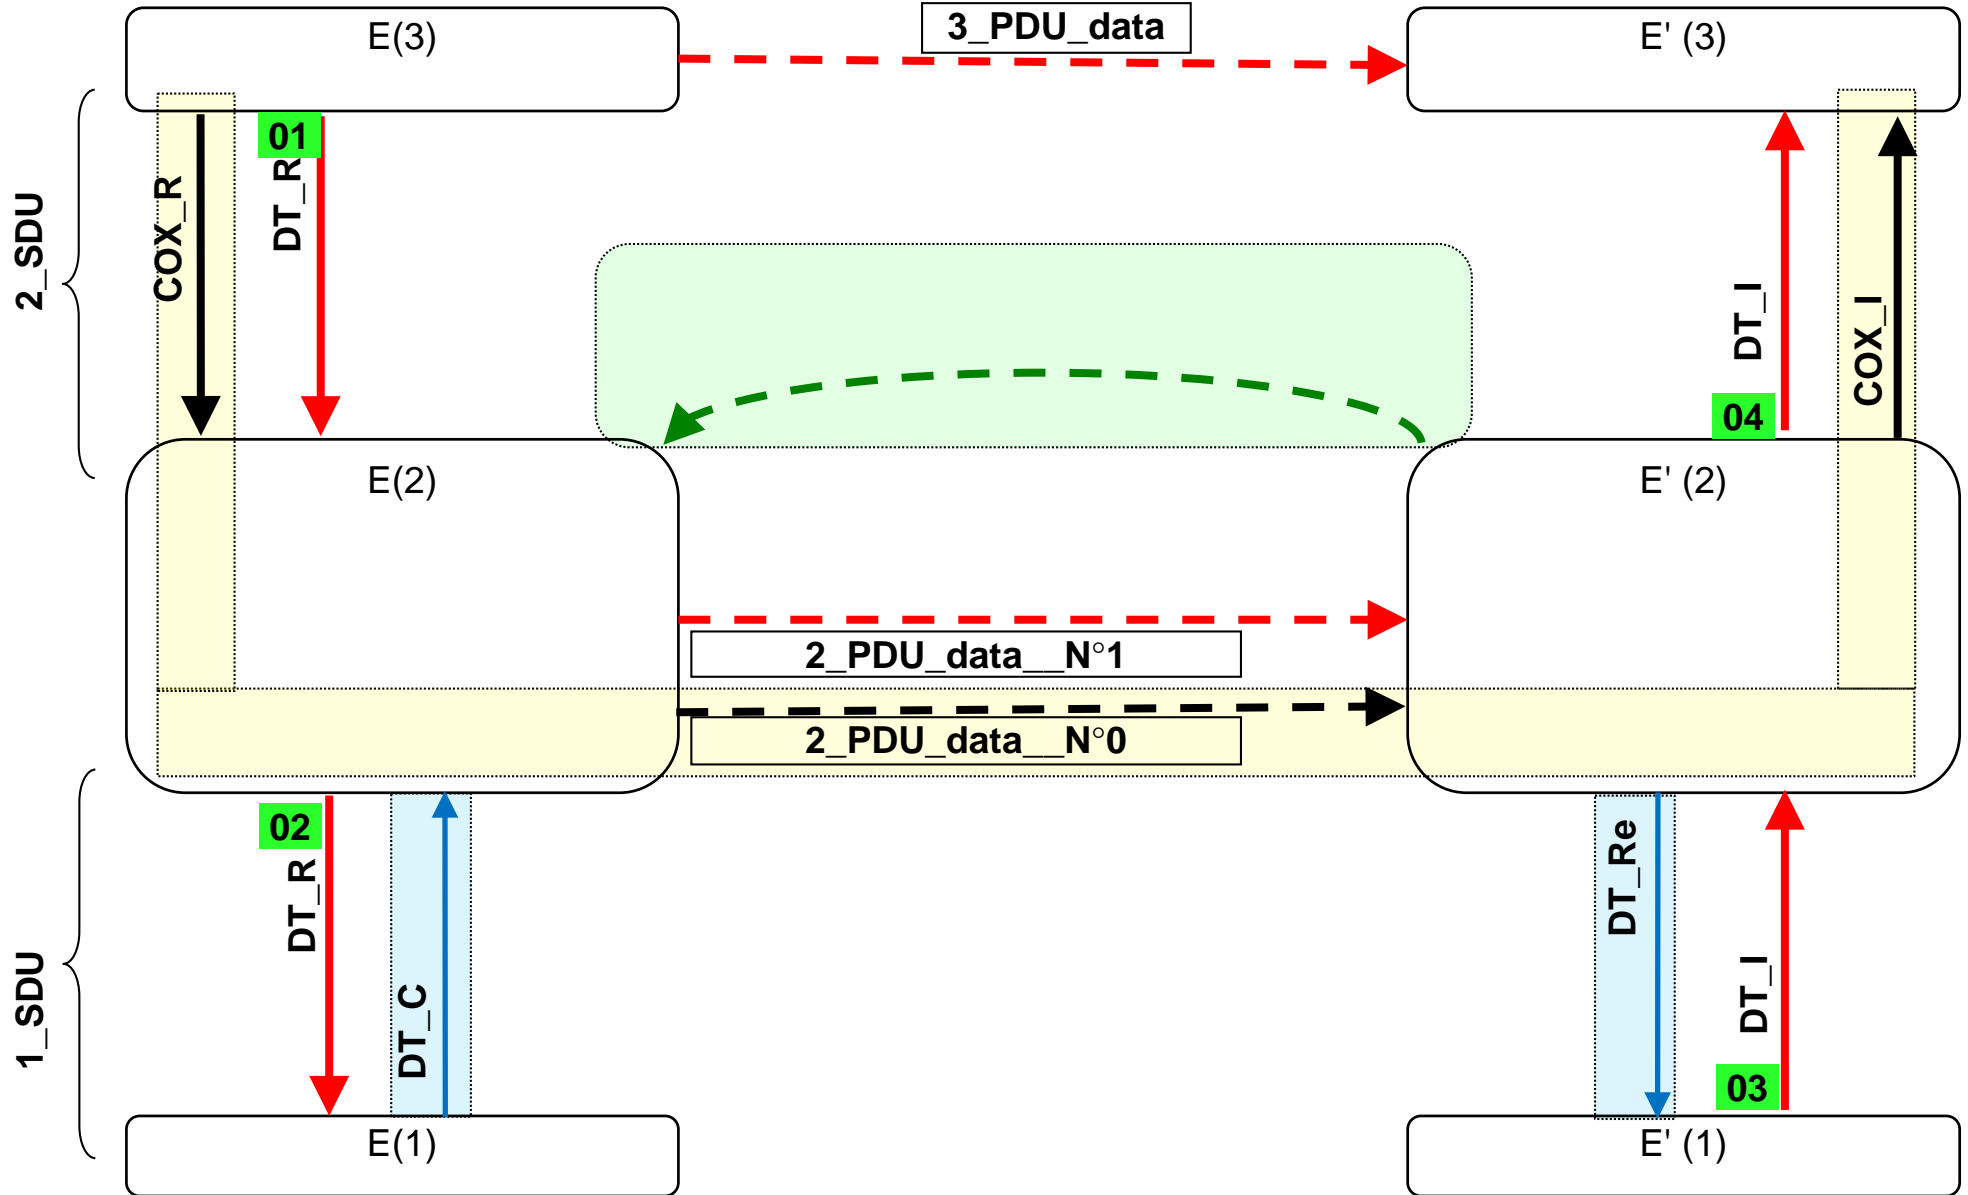 E(3)
3_PDU_data
E' (3)
2_SDU
COX_R
01
DT_R
DT_I
04
COX_I
E(2)
E' (2)
2_PDU_data__N°1
2_PDU_data__N°0
1_SDU
02
DT_R
DT_C
DT_Re
DT_I
03
E(1)
E' (1)